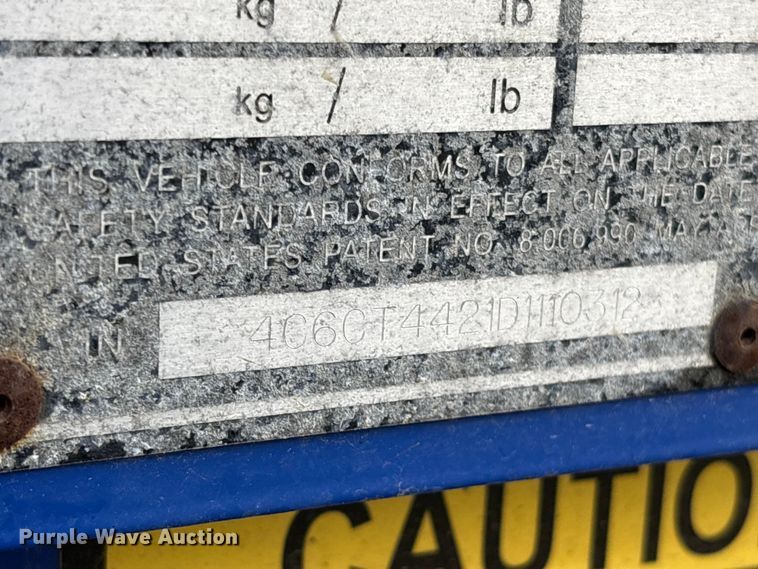 kg / lb
kg / lb
THIS VEHICLE CONFORMS TO ALL APPLICABLE
SAFETY STANDARDS IN EFFECT ON THE DATE
UNITED STATES PATENT NO. 8,006,990 MAY A
IN 4C6CT4421D1110312
CAUTIO
Purple Wave Auction